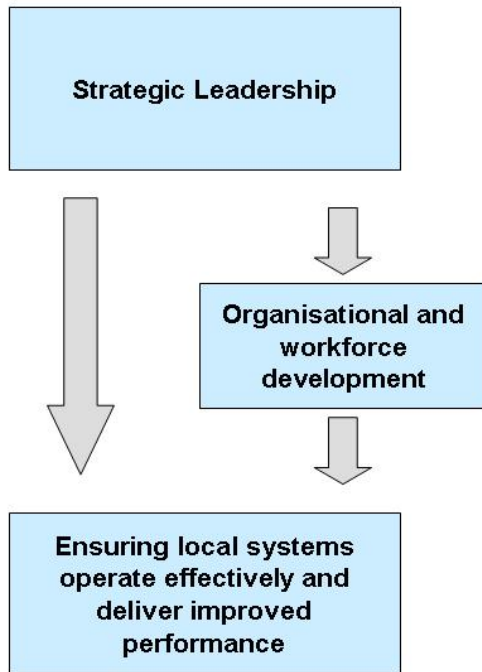 Strategic Leadership
Organisational and
workforce
development
Ensuring local systems
operate effectively and
deliver improved
performance